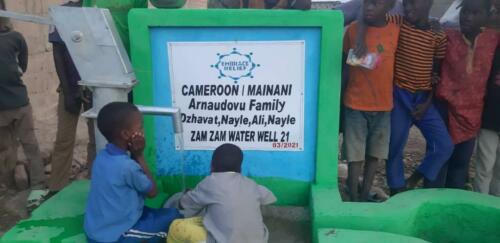 EMBRACE
RELIEF
CAMEROON / MAINANI
Arnaudovu Family
Dzhavat,Nayle,Ali,Nayle
ZAM ZAM WATER WELL 21
03/2021